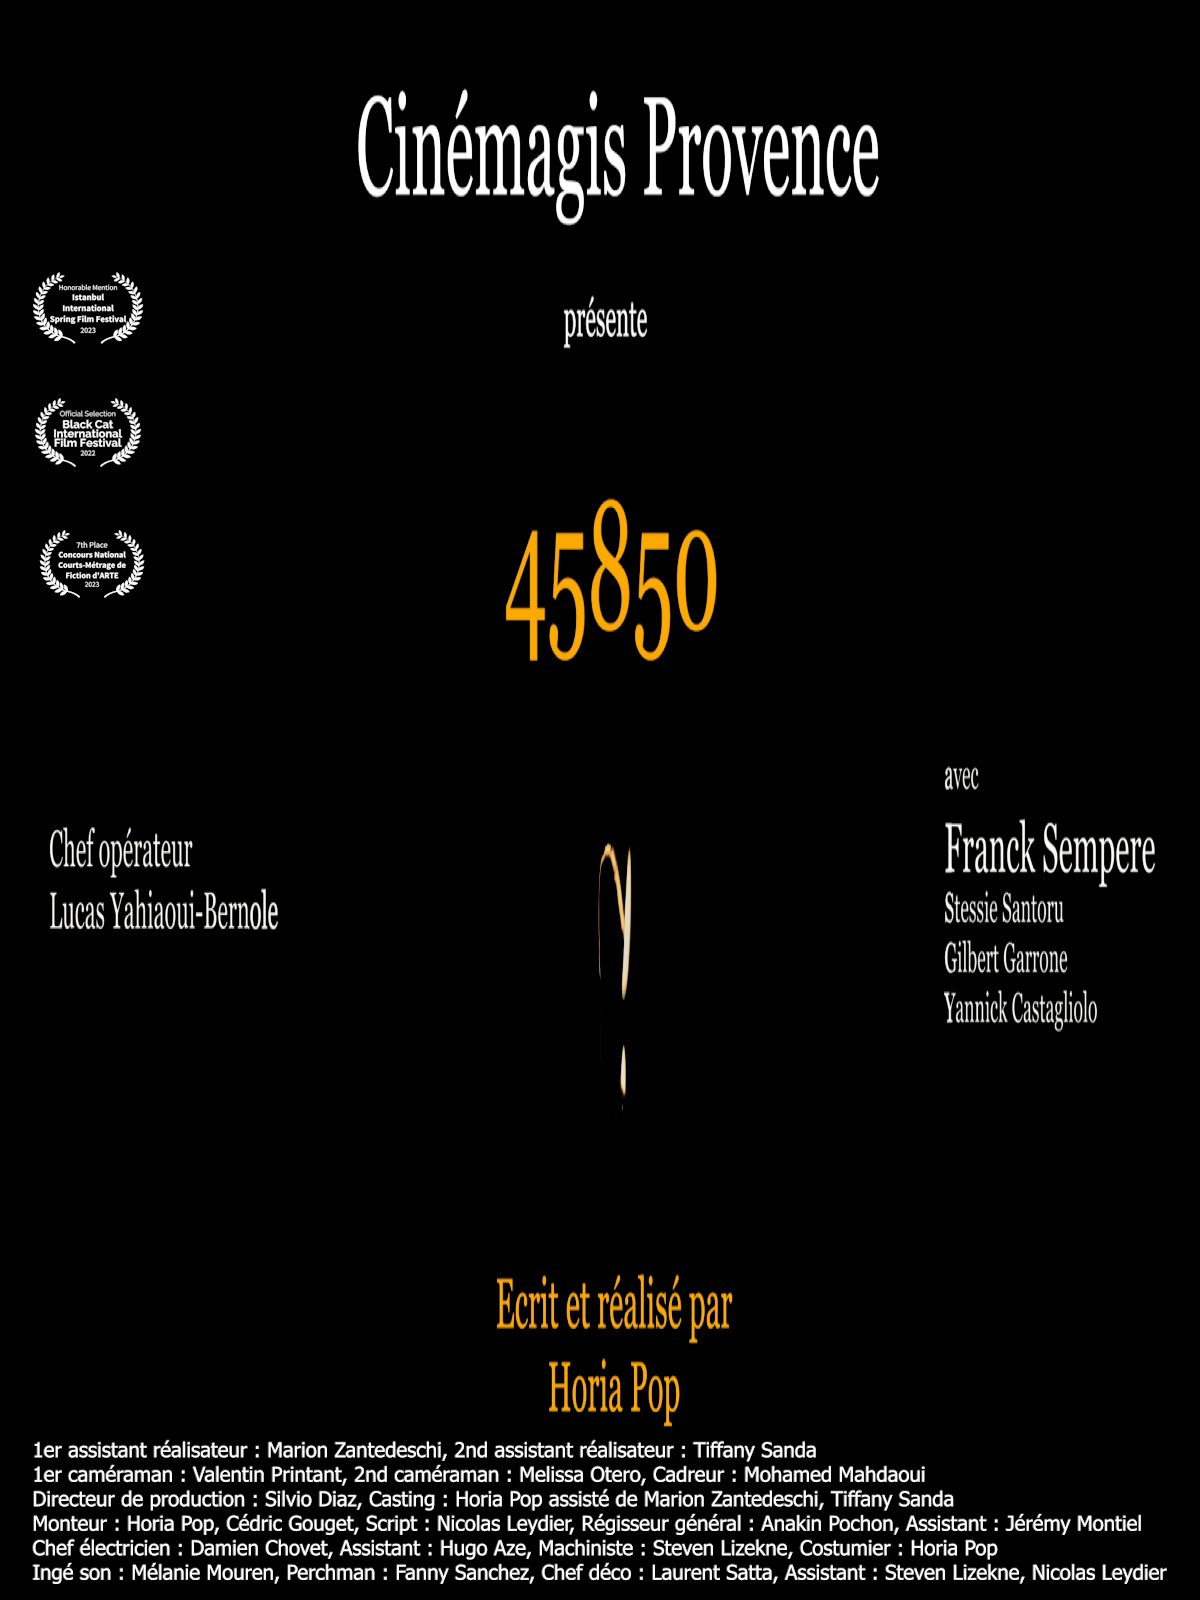 Cinémagis Provence
Honorable Mention
Istanbul
International
Spring Film Festival
2023
présente
Official Selection
Black Cat
International
Film Festival
2022
45850
7th Place
Concours National
Courts-Métrage de
Fiction d'ARTE
2023
avec
Chef opérateur
Lucas Yahiaoui-Bernole
Franck Sempere
Stessie Santoru
Gilbert Garrone
Yannick Castagliolo
Ecrit et réalisé par
Horia Pop
1er assistant réalisateur : Marion Zantedeschi, 2nd assistant réalisateur : Tiffany Sanda
1er caméraman : Valentin Printant, 2nd caméraman : Melissa Otero, Cadreur : Mohamed Mahdaoui
Directeur de production : Silvio Diaz, Casting : Horia Pop assisté de Marion Zantedeschi, Tiffany Sanda
Monteur : Horia Pop, Cédric Gouget, Script : Nicolas Leydier, Régisseur général : Anakin Pochon, Assistant : Jérémy Montiel
Chef électricien : Damien Chovet, Assistant : Hugo Aze, Machiniste : Steven Lizekne, Costumier : Horia Pop
Ingé son : Mélanie Mouren, Perchman : Fanny Sanchez, Chef déco : Laurent Satta, Assistant : Steven Lizekne, Nicolas Leydier